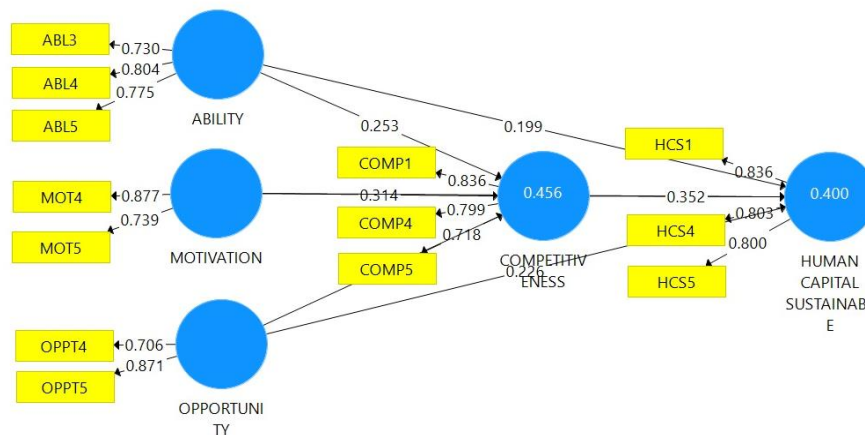 ABL3
0.730
ABL4
0.804
ABL5
0.775
ABILITY
0.253
0.199
COMP1
0.836
HCS1
0.836
MOT4
0.877
MOT5
0.739
MOTIVATION
0.314
COMP4
0.799
0.456
0.352
0.400
COMP5
0.718
COMPETITIV
ENESS
HCS4
0.803
0.226
HCS5
0.800
HUMAN
CAPITAL
SUSTAINABL
E
OPPT4
0.706
OPPT5
0.871
OPPORTUNI
TY